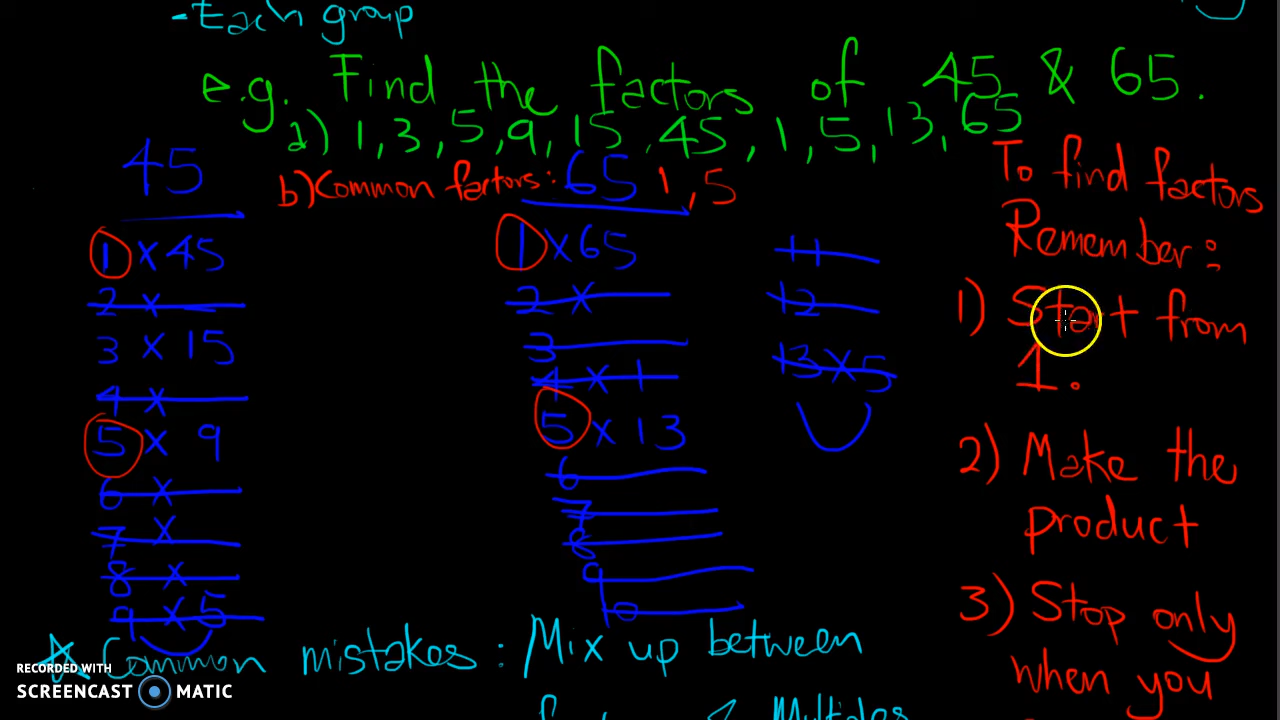 - Each group
e.g. Find the factors of 45 & 65.
a) 1, 3, 5, 9, 15, 45, 1, 5, 13, 65
b) Common factors: 1, 5
45
1 X 45
2 X
3 X 15
4 X
5 X 9
6 X
7 X
8 X
9 X 5
65
1 X 65
2 X
3
4 X 1
5 X 13
6
7
8
9
10
11
12
13 X 5
To find factors
Remember:
1) Start from
1.
2) Make the
product
3) Stop only
when you
Common mistakes: Mix up between
Multiples
RECORDED WITH
SCREENCAST MATIC